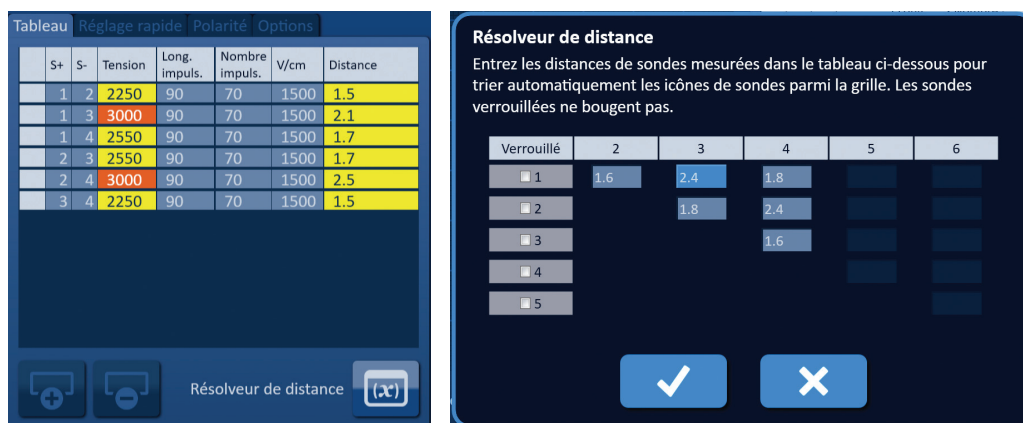 Tableau Réglage rapide Polarité Options
S+ S- Tension Long. impuls. Nombre impuls. V/cm Distance
1 2 2250 90 70 1500 1.5
1 3 3000 90 70 1500 2.1
1 4 2550 90 70 1500 1.7
2 3 2550 90 70 1500 1.7
2 4 3000 90 70 1500 2.5
3 4 2250 90 70 1500 1.5
Résolveur de distance (x)
Résolveur de distance
Entrez les distances de sondes mesurées dans le tableau ci-dessous pour
trier automatiquement les icônes de sondes parmi la grille. Les sondes
verrouillées ne bougent pas.
Verrouillé 2 3 4 5 6
1 1.6 2.4 1.8
2 1.8 2.4
3 1.6
4
5